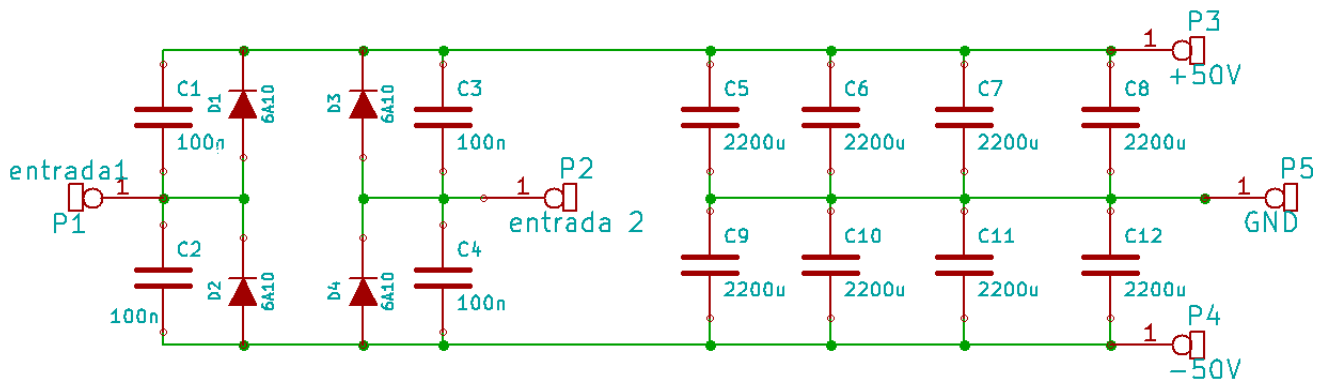 P3
1
+50V
C1
100n
D1
6A10
D3
6A10
C3
100n
C5
2200u
C6
2200u
C7
2200u
C8
2200u
entrada1
1
P1
P2
1
entrada 2
P5
1
GND
C2
100n
D2
6A10
D4
6A10
C4
100n
C9
2200u
C10
2200u
C11
2200u
C12
2200u
P4
1
-50V